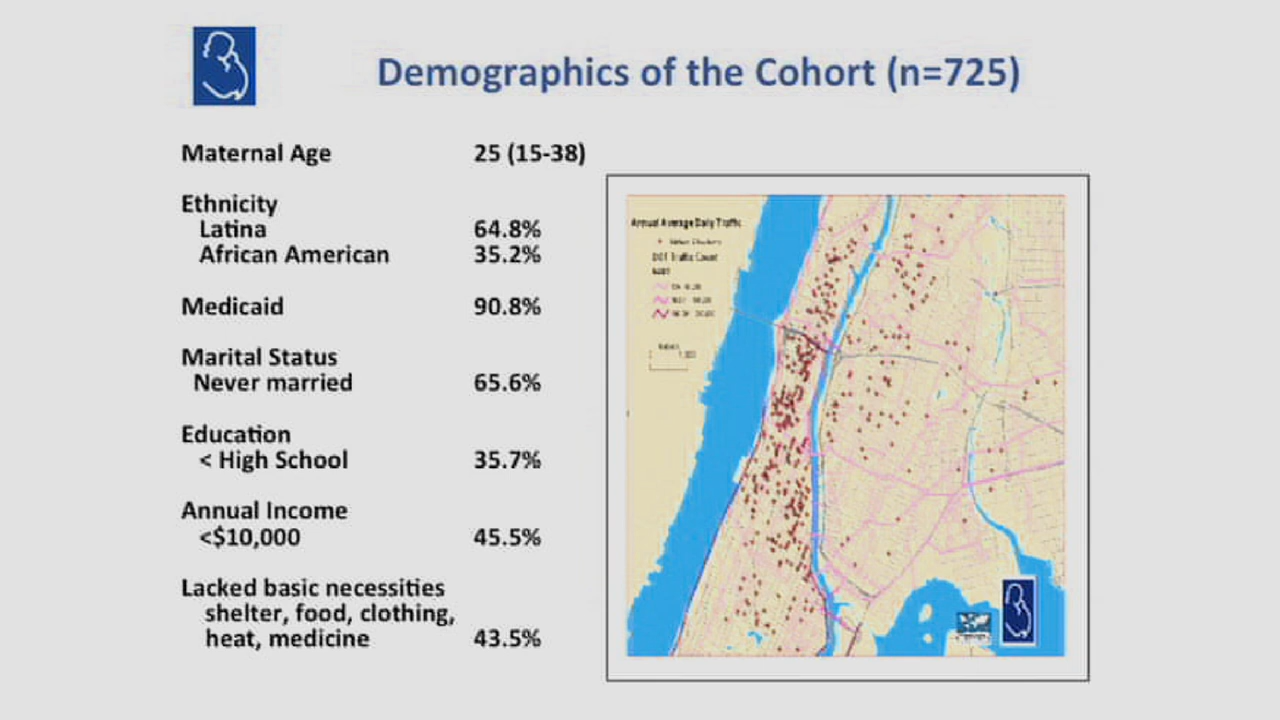 Demographics of the Cohort (n=725)
Maternal Age 25 (15-38)
Ethnicity
Latina 64.8%
African American 35.2%
Medicaid 90.8%
Marital Status
Never married 65.6%
Education
< High School 35.7%
Annual Income
<$10,000 45.5%
Lacked basic necessities
shelter, food, clothing,
heat, medicine 43.5%
Annual Average Daily Traffic
DOT Traffic Count